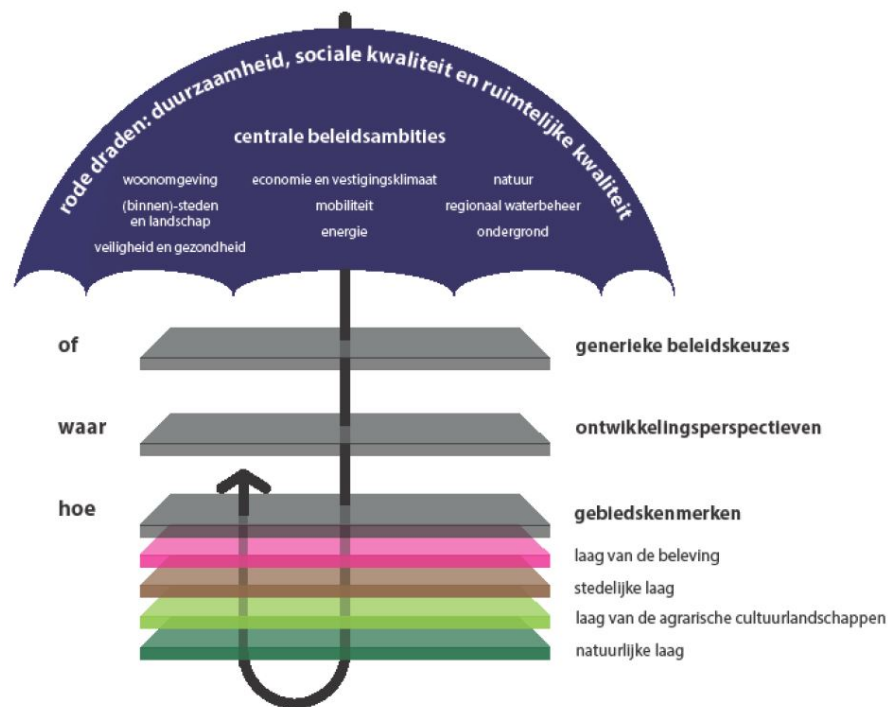 rode draden: duurzaamheid, sociale kwaliteit en ruimtelijke kwaliteit
centrale beleidsambities
woonomgeving
(binnen)-steden
en landschap
veiligheid en gezondheid
economie en vestigingsklimaat
mobiliteit
energie
natuur
regionaal waterbeheer
ondergrond
of
generieke beleidskeuzes
waar
ontwikkelingsperspectieven
hoe
gebiedskenmerken
laag van de beleving
stedelijke laag
laag van de agrarische cultuurlandschappen
natuurlijke laag